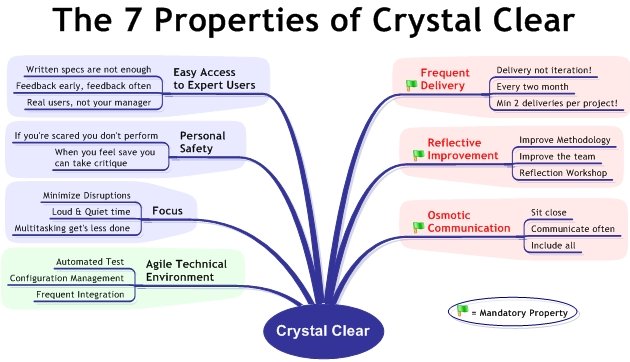 The 7 Properties of Crystal Clear
Written specs are not enough
Feedback early, feedback often
Real users, not your manager
Easy Access
to Expert Users
If you're scared you don't perform
When you feel save you
can take critique
Personal
Safety
Minimize Disruptions
Loud & Quiet time
Multitasking get's less done
Focus
Automated Test
Configuration Management
Frequent Integration
Agile Technical
Environment
Frequent
Delivery
Delivery not iteration!
Every two month
Min 2 deliveries per project!
Reflective
Improvement
Improve Methodology
Improve the team
Reflection Workshop
Osmotic
Communication
Sit close
Communicate often
Include all
Crystal Clear
= Mandatory Property